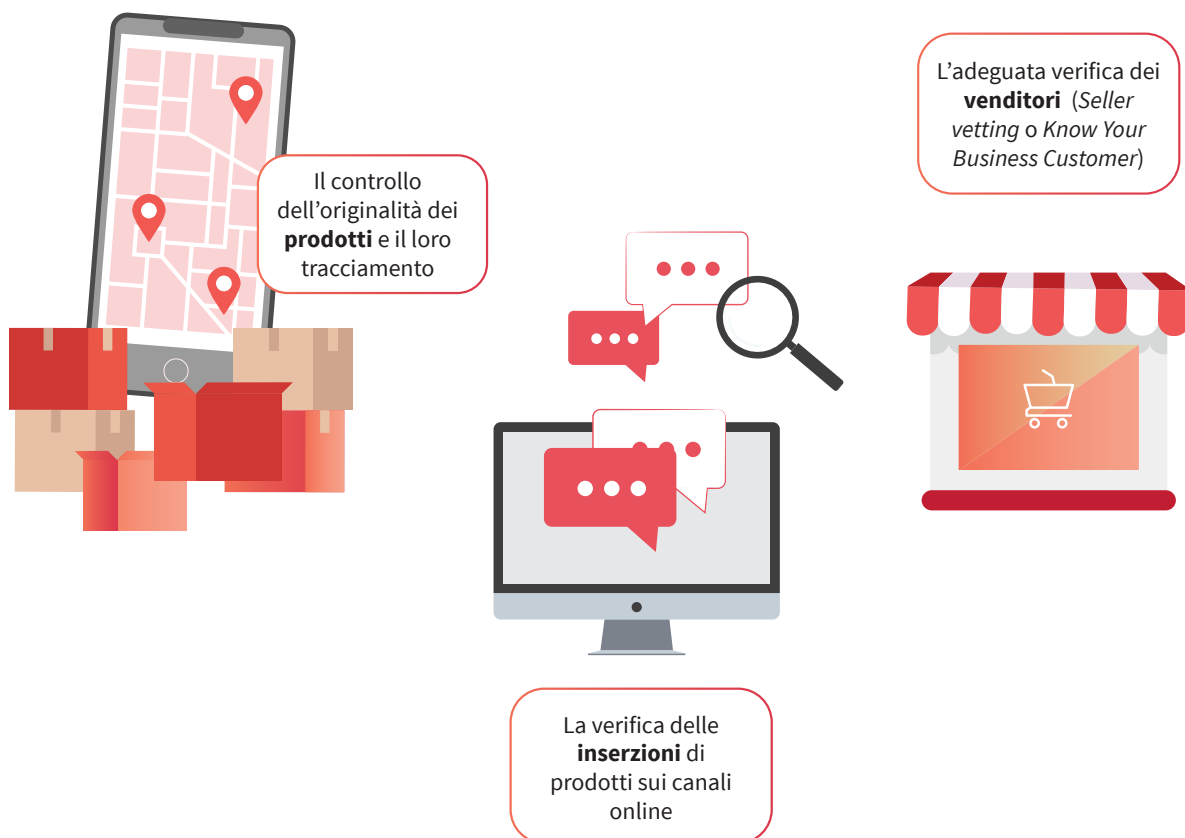 Il controllo
dell’originalità dei
prodotti e il loro
tracciamento
L’adeguata verifica dei
venditori (Seller
vetting o Know Your
Business Customer)
La verifica delle
inserzioni di
prodotti sui canali
online